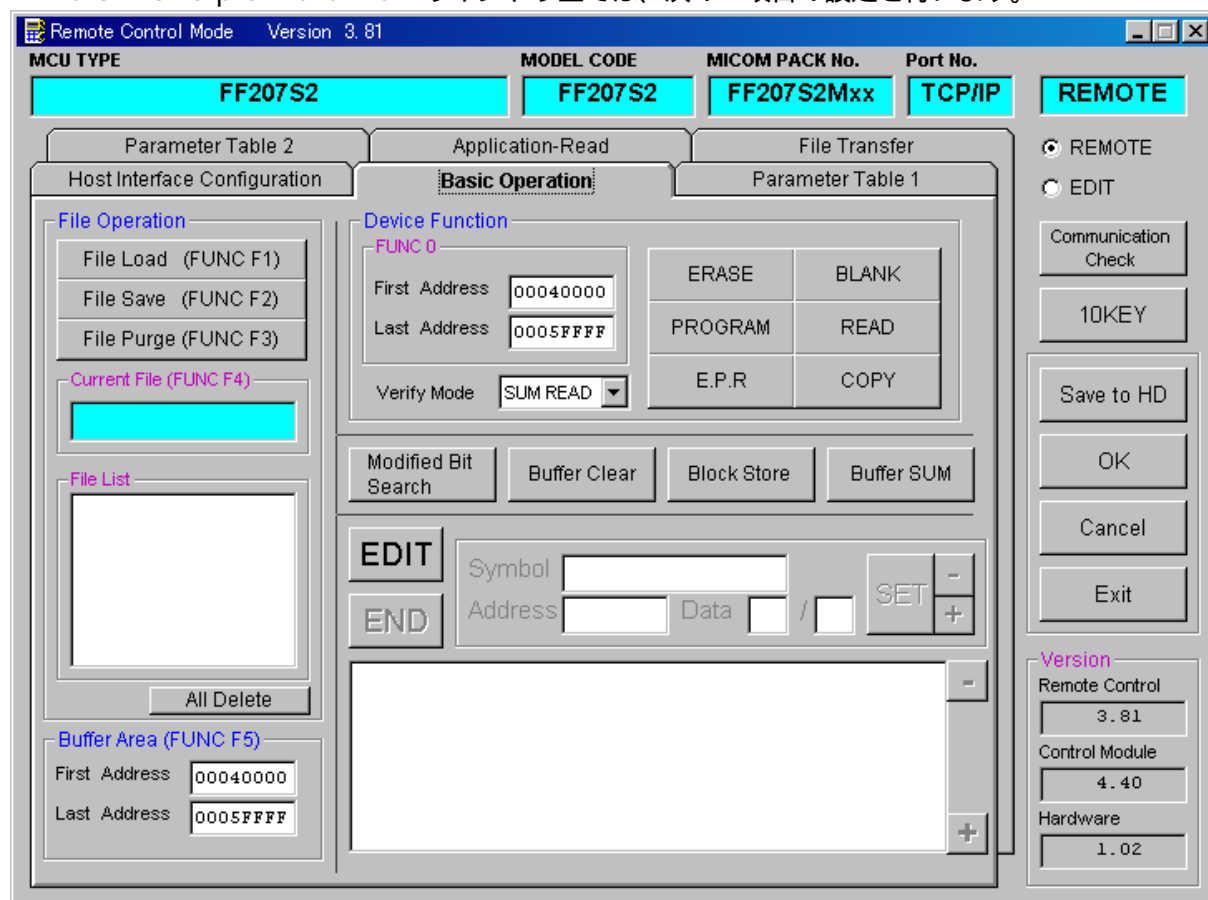 Remote Control Mode Version 3. 81
MCU TYPE
MODEL CODE
MICOM PACK No.
Port No.
FF207S2
FF207S2
FF207S2Mxx
TCP/IP
REMOTE
Parameter Table 2
Application-Read
File Transfer
Host Interface Configuration
Basic Operation
Parameter Table 1
REMOTE
EDIT
File Operation
File Load (FUNC F1)
File Save (FUNC F2)
File Purge (FUNC F3)
Current File (FUNC F4)
File List
All Delete
Buffer Area (FUNC F5)
First Address 00040000
Last Address 0005FFFF
Device Function
FUNC 0
First Address 00040000
Last Address 0005FFFF
Verify Mode SUM READ
ERASE
BLANK
PROGRAM
READ
E.P.R
COPY
Modified Bit
Search
Buffer Clear
Block Store
Buffer SUM
EDIT
END
Symbol
Address
Data /
SET
-
+
-
+
Communication
Check
10KEY
Save to HD
OK
Cancel
Exit
Version
Remote Control
3.81
Control Module
4.40
Hardware
1.02